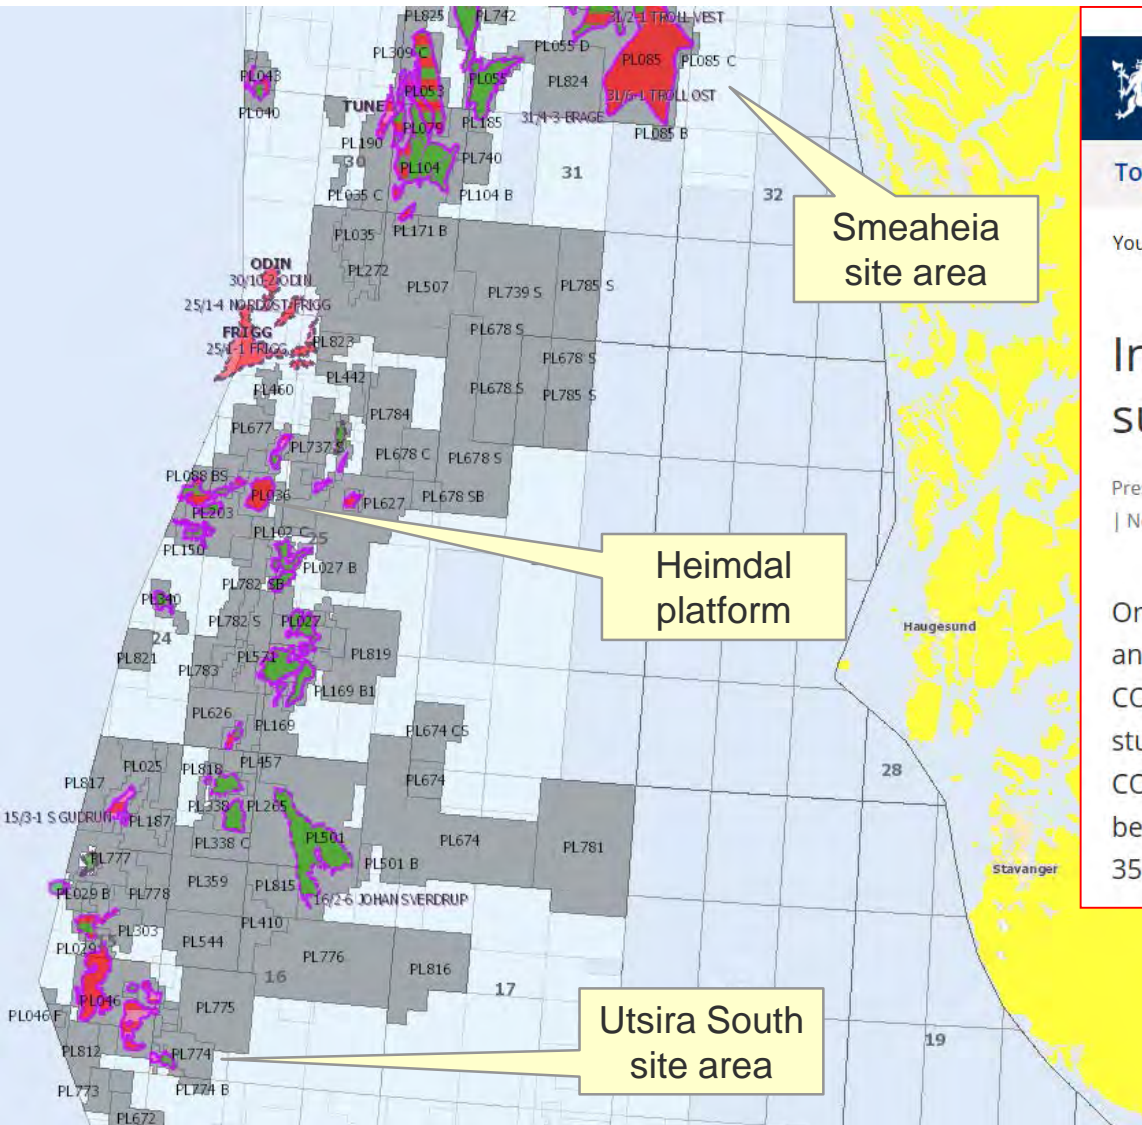 PL825
PL742
31/2-1 TROLL VEST
PL309 C
PL055 D
PL085
PL085 C
PL043
PL055
PL824
PL053
31/6-1 TROLL OST
PL040
TUNE
31/4-3 BRAGE
PL079
PL185
PL085 B
PL190
30
PL104
PL740
31
32
PL035 C
PL104 B
Smeaheia
site area
PL035
PL171 B
ODIN
30/10-2 ODIN
PL272
PL507
PL739 S
PL785 S
25/1-4 NORDOST FRIGG
FRIGG
25/1-1 FRIGG
PL823
PL678 S
PL678 S
PL442
PL460
PL678 S
PL785 S
PL784
PL677
PL737 S
PL678 C
PL678 S
PL088 BS
PL036
PL627
PL678 SB
PL203
PL102 C
25
PL150
PL027 B
Heimdal
platform
PL782 SB
PL340
PL782 S
PL027
Haugesund
24
PL821
PL783
PL571
PL819
PL169 B1
PL626
PL169
PL674 CS
PL457
PL025
PL818
PL817
PL674
28
PL338
PL265
15/3-1 S GUDRUN
PL187
PL501
PL338 C
PL674
PL781
PL777
PL501 B
Stavanger
PL359
PL815
PL029 B
PL778
16/2-6 JOHAN SVERDRUP
PL410
PL303
PL029
PL544
PL776
PL816
16
17
PL046
PL775
PL046 F
Utsira South
site area
19
PL812
PL774
PL773
PL774 B
PL672
To
You
In
su
Pre
| N
Or
an
CO
stu
CO
be
35